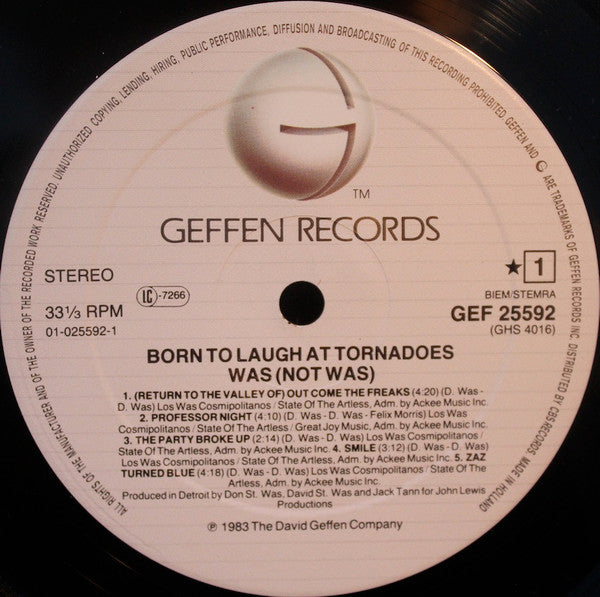 ALL RIGHTS OF THE MANUFACTURER AND OF THE OWNER OF THE RECORDED WORK RESERVED. UNAUTHORIZED COPYING, LENDING, HIRING, PUBLIC PERFORMANCE, DIFFUSION AND BROADCASTING OF THIS RECORDING PROHIBITED. GEFFEN AND G ARE TRADEMARKS OF GEFFEN RECORDS INC. DISTRIBUTED BY CBS RECORDS. MADE IN HOLLAND
G
TM
GEFFEN RECORDS
STEREO
★ 1
LC-7266
BIEM/STEMRA
33⅓ RPM
GEF 25592
01-025592-1
(GHS 4016)
BORN TO LAUGH AT TORNADOES
WAS (NOT WAS)
1. (RETURN TO THE VALLEY OF) OUT COME THE FREAKS (4:20) (D. Was -
D. Was) Los Was Cosmipolitanos / State Of The Artless, Adm. by Ackee Music Inc.
2. PROFESSOR NIGHT (4:10) (D. Was - Felix Morris) Los Was
Cosmipolitanos / State Of The Artless / Great Joy Music, Adm. by Ackee Music Inc.
3. THE PARTY BROKE UP (2:14) (D. Was - D. Was) Los Was Cosmipolitanos /
State Of The Artless, Adm. by Ackee Music Inc. 4. SMILE (3:12) (D. Was - D. Was)
Los Was Cosmipolitanos / State Of The Artless, Adm. by Ackee Music Inc. 5. ZAZ
TURNED BLUE (4:18) (D. Was - D. Was) Los Was Cosmipolitanos / State Of The
Artless, Adm. by Ackee Music Inc.
Produced in Detroit by Don St. Was, David St. Was and Jack Tann for John Lewis
Productions
℗ 1983 The David Geffen Company